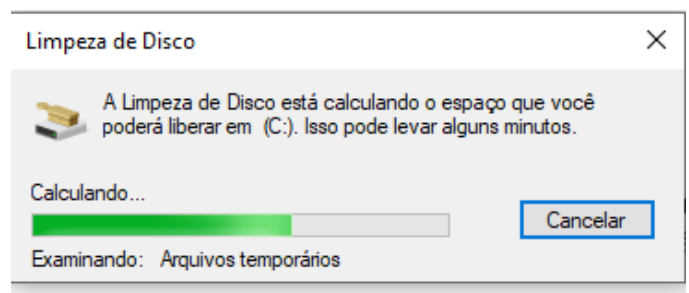 Limpeza de Disco
A Limpeza de Disco está calculando o espaço que você
poderá liberar em  (C:). Isso pode levar alguns minutos.
Calculando...
Cancelar
Examinando:   Arquivos temporários